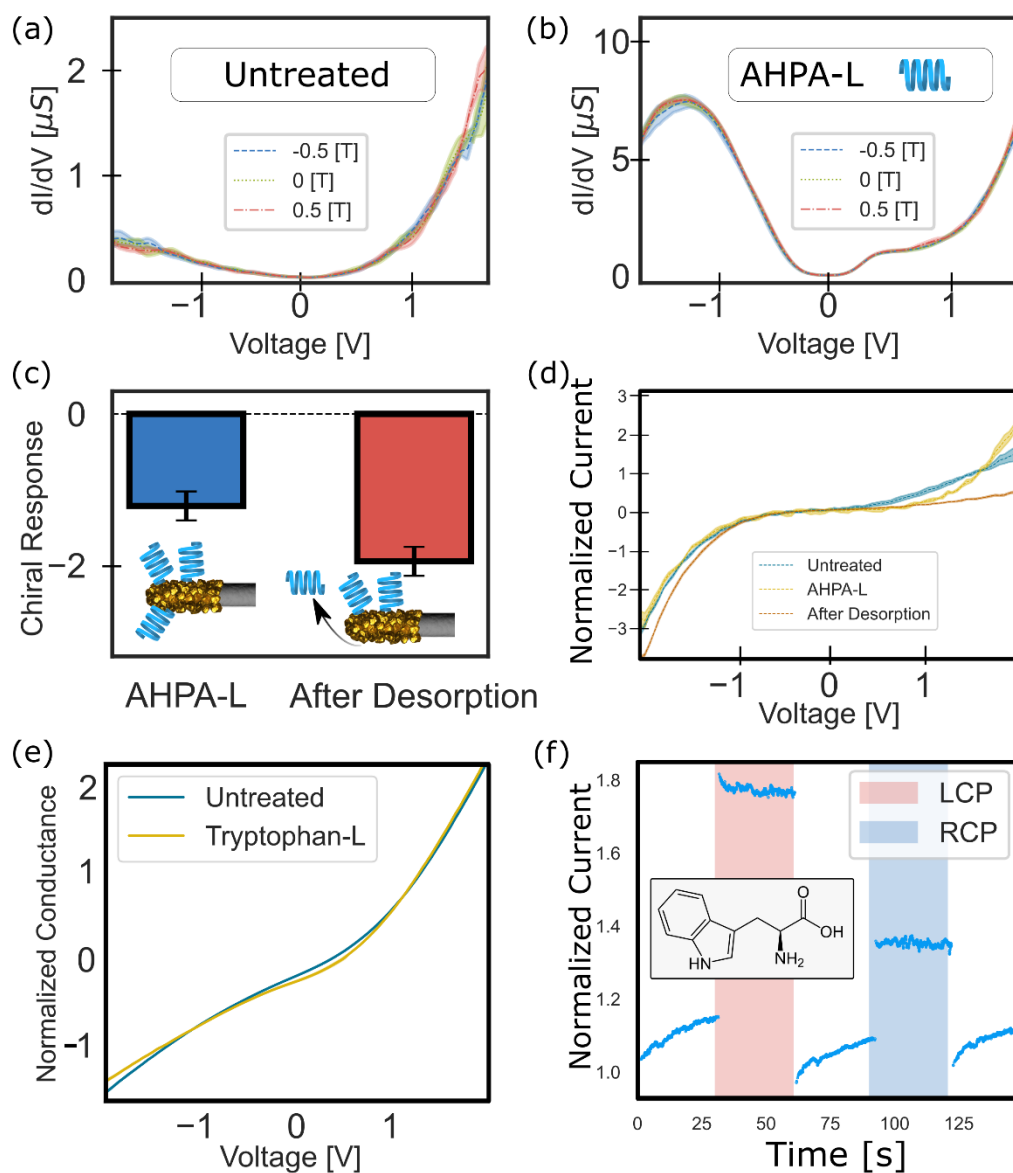 (a)
Untreated
-0.5 [T]
0 [T]
0.5 [T]
dI/dV [µS]
2
1
0
−1
0
1
Voltage [V]
(b)
AHPA-L
-0.5 [T]
0 [T]
0.5 [T]
dI/dV [µS]
10
5
0
−1
0
1
Voltage [V]
(c)
Chiral Response
0
−2
AHPA-L
After Desorption
(d)
Normalized Current
3
2
1
0
−1
−2
−3
Untreated
AHPA-L
After Desorption
−1
0
1
Voltage [V]
(e)
Normalized Conductance
2
1
0
−1
Untreated
Tryptophan-L
−1
0
1
Voltage [V]
(f)
Normalized Current
1.8
1.6
1.4
1.2
1.0
LCP
RCP
O
OH
NH2
HN
0
25
50
75
100
125
Time [s]